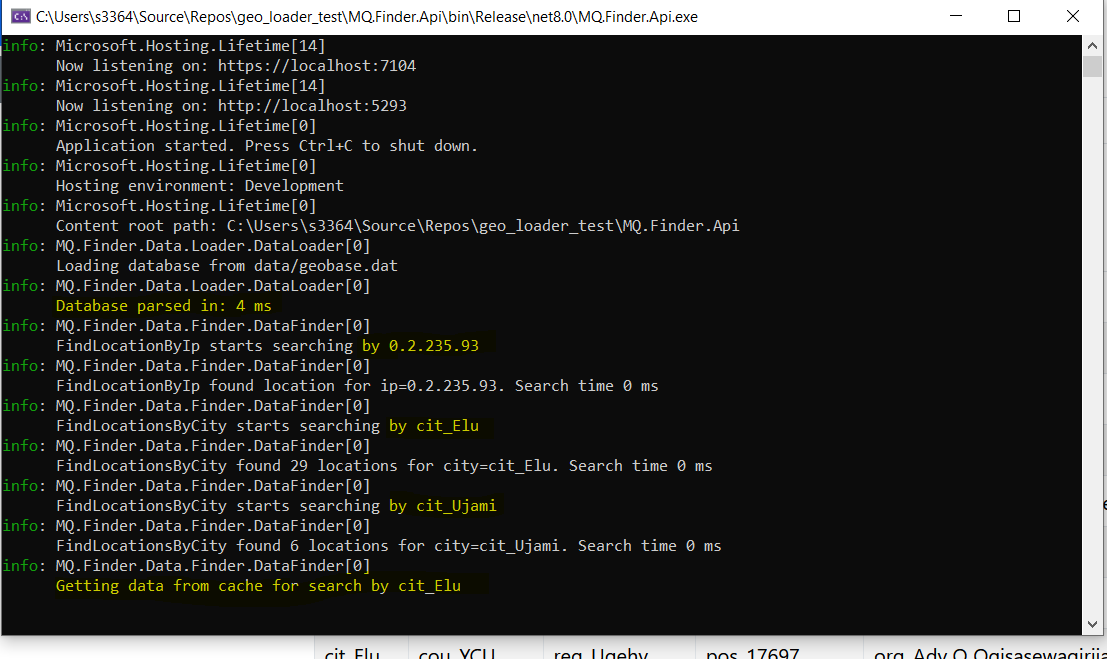 C:\Users\s3364\Source\Repos\geo_loader_test\MQ.Finder.Api\bin\Release\net8.0\MQ.Finder.Api.exe
info: Microsoft.Hosting.Lifetime[14]
Now listening on: https://localhost:7104
info: Microsoft.Hosting.Lifetime[14]
Now listening on: http://localhost:5293
info: Microsoft.Hosting.Lifetime[0]
Application started. Press Ctrl+C to shut down.
info: Microsoft.Hosting.Lifetime[0]
Hosting environment: Development
info: Microsoft.Hosting.Lifetime[0]
Content root path: C:\Users\s3364\Source\Repos\geo_loader_test\MQ.Finder.Api
info: MQ.Finder.Data.Loader.DataLoader[0]
Loading database from data/geobase.dat
info: MQ.Finder.Data.Loader.DataLoader[0]
Database parsed in: 4 ms
info: MQ.Finder.Data.Finder.DataFinder[0]
FindLocationByIp starts searching by 0.2.235.93
info: MQ.Finder.Data.Finder.DataFinder[0]
FindLocationByIp found location for ip=0.2.235.93. Search time 0 ms
info: MQ.Finder.Data.Finder.DataFinder[0]
FindLocationsByCity starts searching by cit_Elu
info: MQ.Finder.Data.Finder.DataFinder[0]
FindLocationsByCity found 29 locations for city=cit_Elu. Search time 0 ms
info: MQ.Finder.Data.Finder.DataFinder[0]
FindLocationsByCity starts searching by cit_Ujami
info: MQ.Finder.Data.Finder.DataFinder[0]
FindLocationsByCity found 6 locations for city=cit_Ujami. Search time 0 ms
info: MQ.Finder.Data.Finder.DataFinder[0]
Getting data from cache for search by cit_Elu
cit_Elu cou_YCU pos_17697